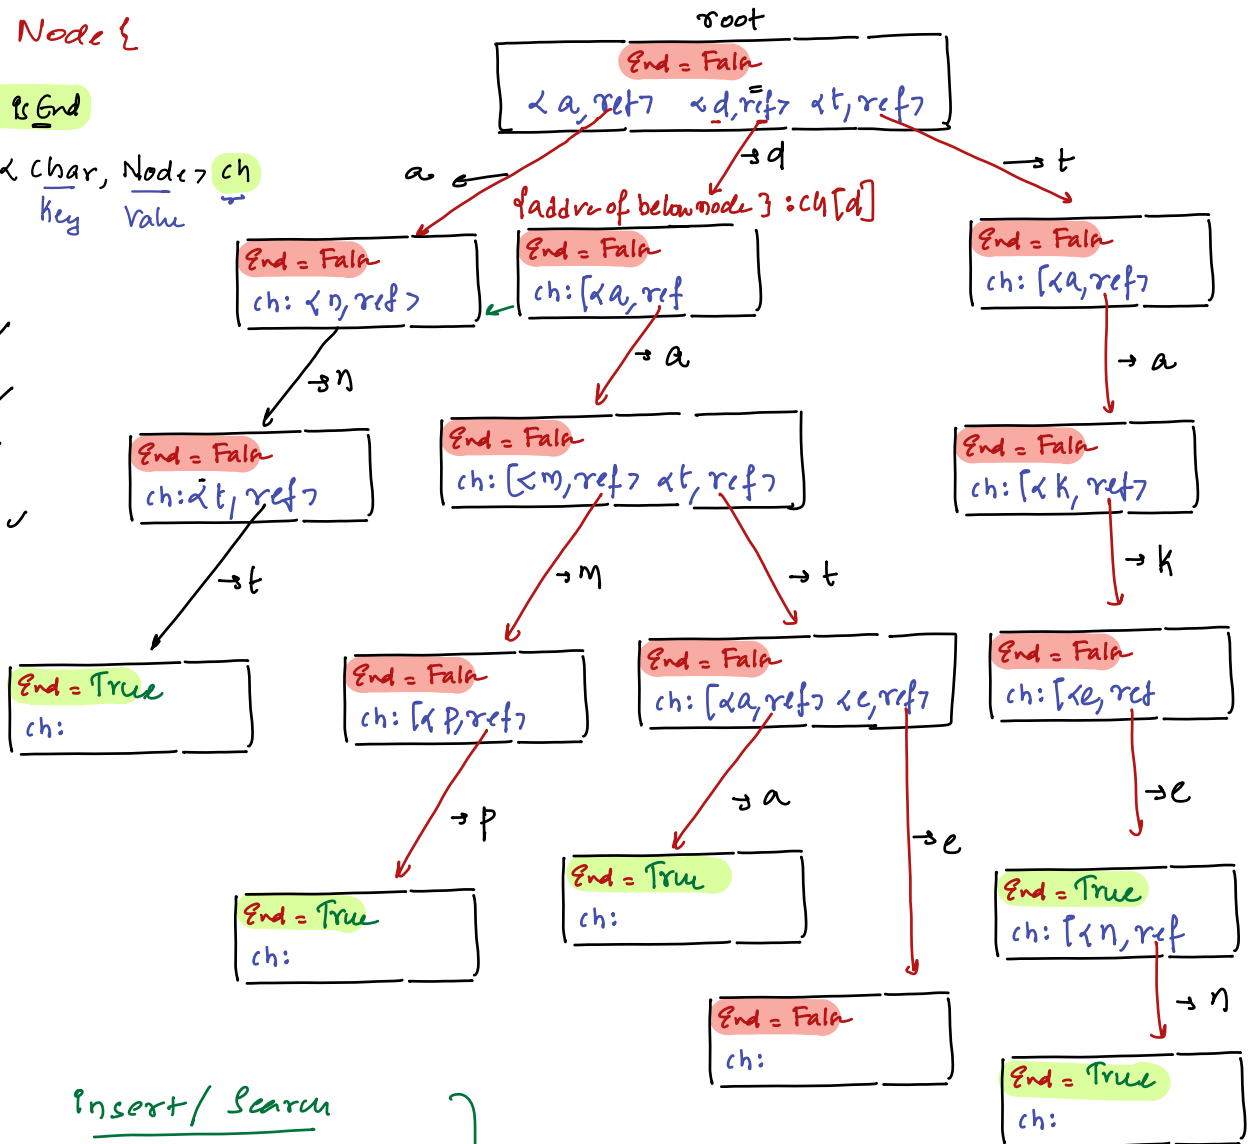 root
Node {
End = False
is End
< a, ref> < d, ref> < t, ref>
< Char, Node> ch
Key Value
a
→ d
→ t
{addrs of below node } : ch[d]
End = False
End = False
End = False
ch: < n, ref >
ch: [< a, ref
ch: [< a, ref>
→ n
→ a
→ a
End = False
End = False
End = False
ch: < t, ref>
ch: [< m, ref> < t, ref>
ch: [< k, ref>
→ t
→ m
→ t
→ k
End = True
End = False
End = False
End = False
ch:
ch: [< p, ref>
ch: [< a, ref> < e, ref>
ch: [< e, ref
→ p
→ a
→ e
→ e
End = True
End = True
End = True
ch:
ch:
ch: [< n, ref
→ n
End = False
ch:
End = True
ch:
insert / Search